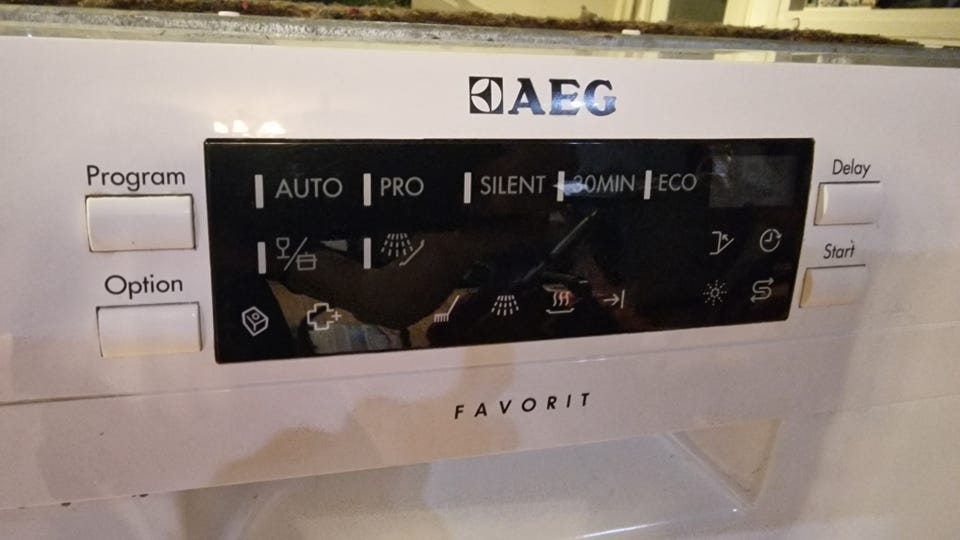 AEG
Program
Delay
AUTO PRO SILENT 30MIN ECO
Option
Start
FAVORIT